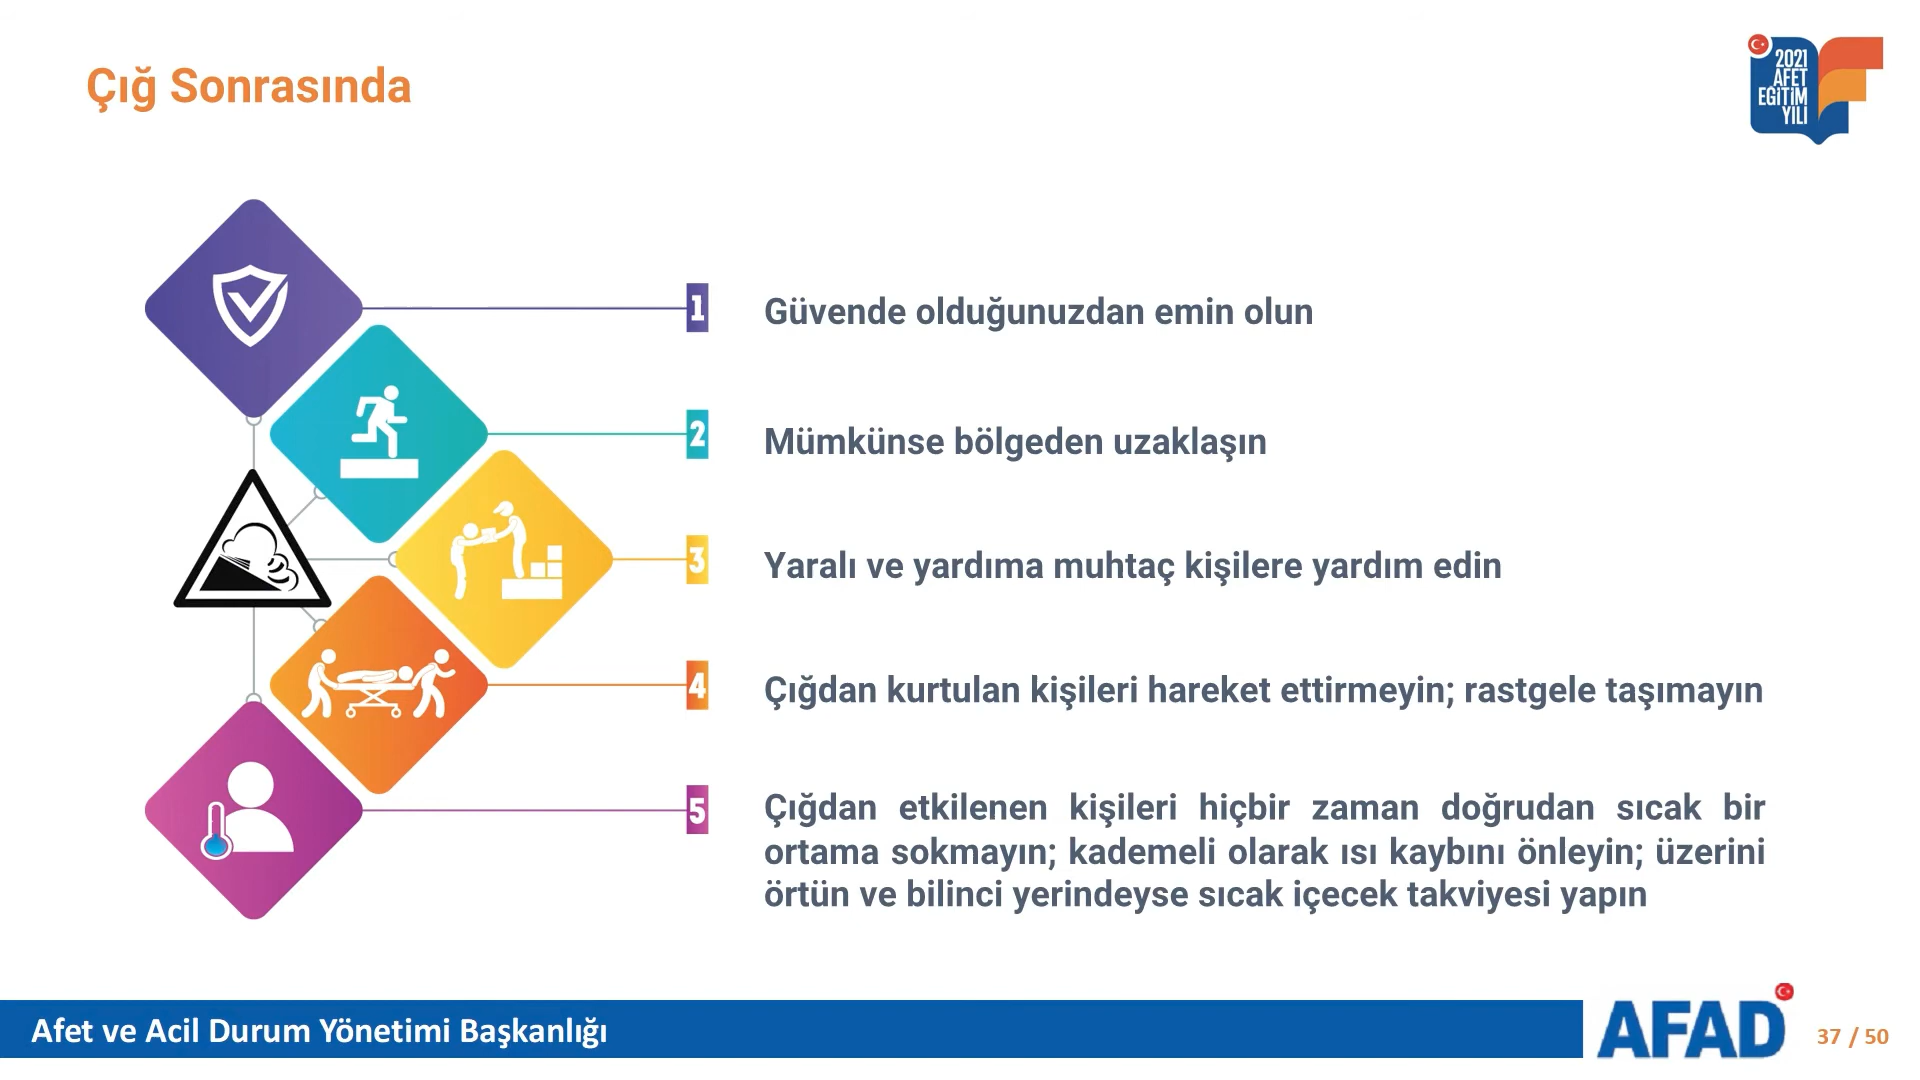 Çığ Sonrasında
2021
AFET
EĞİTİM
YILI
1
Güvende olduğunuzdan emin olun
2
Mümkünse bölgeden uzaklaşın
3
Yaralı ve yardıma muhtaç kişilere yardım edin
4
Çığdan kurtulan kişileri hareket ettirmeyin; rastgele taşımayın
5
Çığdan etkilenen kişileri hiçbir zaman doğrudan sıcak bir
ortama sokmayın; kademeli olarak ısı kaybını önleyin; üzerini
örtün ve bilinci yerindeyse sıcak içecek takviyesi yapın
Afet ve Acil Durum Yönetimi Başkanlığı
AFAD
37 / 50